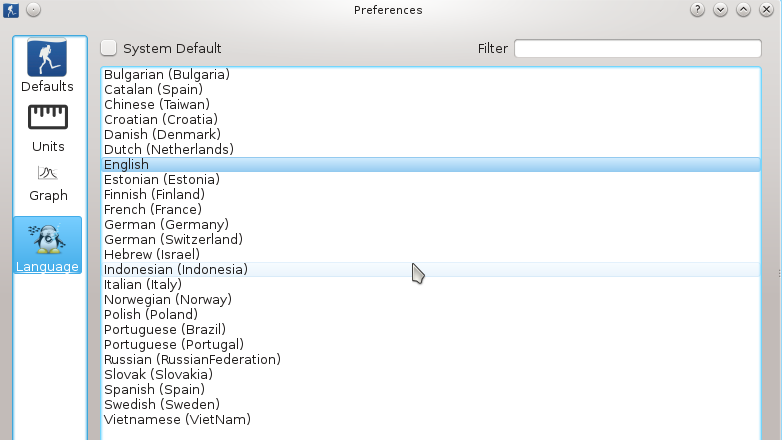 Preferences
Defaults
Units
Graph
Language
System Default
Filter
Bulgarian (Bulgaria)
Catalan (Spain)
Chinese (Taiwan)
Croatian (Croatia)
Danish (Denmark)
Dutch (Netherlands)
English
Estonian (Estonia)
Finnish (Finland)
French (France)
German (Germany)
German (Switzerland)
Hebrew (Israel)
Indonesian (Indonesia)
Italian (Italy)
Norwegian (Norway)
Polish (Poland)
Portuguese (Brazil)
Portuguese (Portugal)
Russian (RussianFederation)
Slovak (Slovakia)
Spanish (Spain)
Swedish (Sweden)
Vietnamese (VietNam)